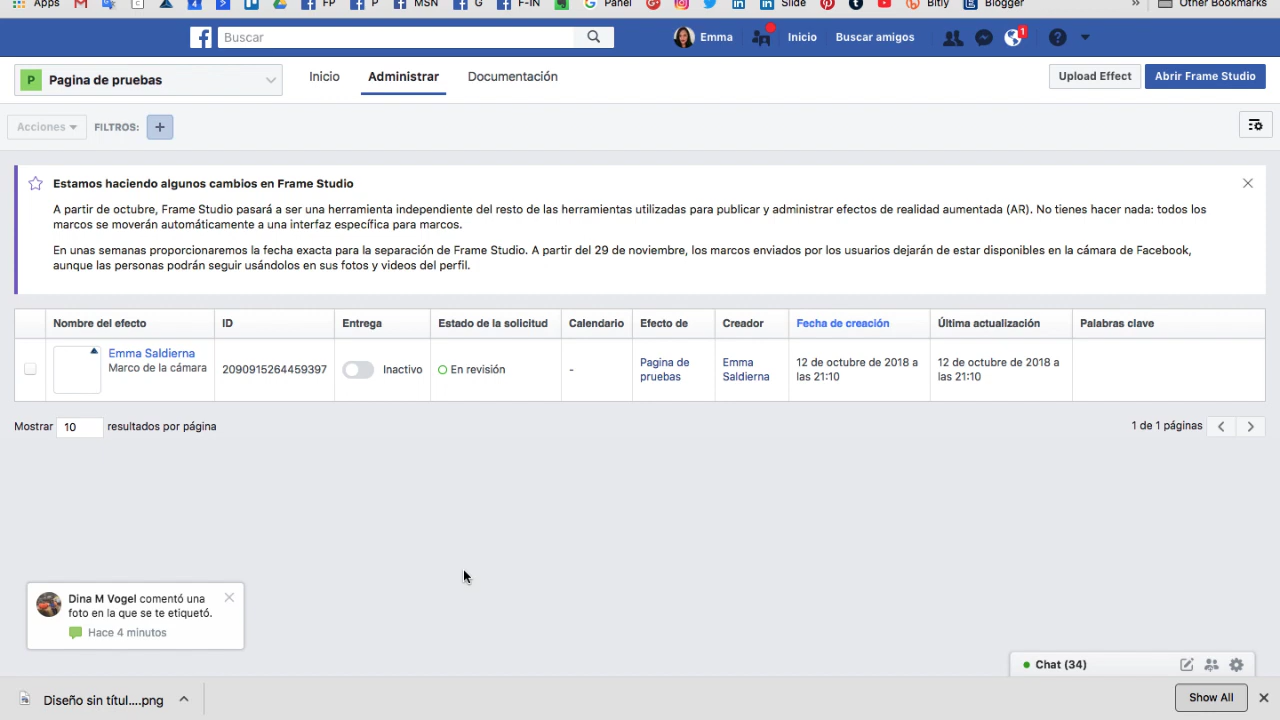 Apps
FP
P
MSN
G
F-IN
Panel
Slide
Bitly
Blogger
»
Other Bookmarks
Buscar
Emma
Inicio
Buscar amigos
1
P
Pagina de pruebas
Inicio
Administrar
Documentación
Upload Effect
Abrir Frame Studio
Acciones
FILTROS:
+
Estamos haciendo algunos cambios en Frame Studio
A partir de octubre, Frame Studio pasará a ser una herramienta independiente del resto de las herramientas utilizadas para publicar y administrar efectos de realidad aumentada (AR). No tienes hacer nada: todos los
marcos se moverán automáticamente a una interfaz específica para marcos.
En unas semanas proporcionaremos la fecha exacta para la separación de Frame Studio. A partir del 29 de noviembre, los marcos enviados por los usuarios dejarán de estar disponibles en la cámara de Facebook,
aunque las personas podrán seguir usándolos en sus fotos y videos del perfil.
Nombre del efecto
ID
Entrega
Estado de la solicitud
Calendario
Efecto de
Creador
Fecha de creación
Última actualización
Palabras clave
Emma Saldierna
Marco de la cámara
2090915264459397
Inactivo
En revisión
-
Pagina de
pruebas
Emma
Saldierna
12 de octubre de 2018 a
las 21:10
12 de octubre de 2018 a
las 21:10
Mostrar 10 resultados por página
1 de 1 páginas
Dina M Vogel comentó una
foto en la que se te etiquetó.
Hace 4 minutos
Chat (34)
Diseño sin títul....png
Show All